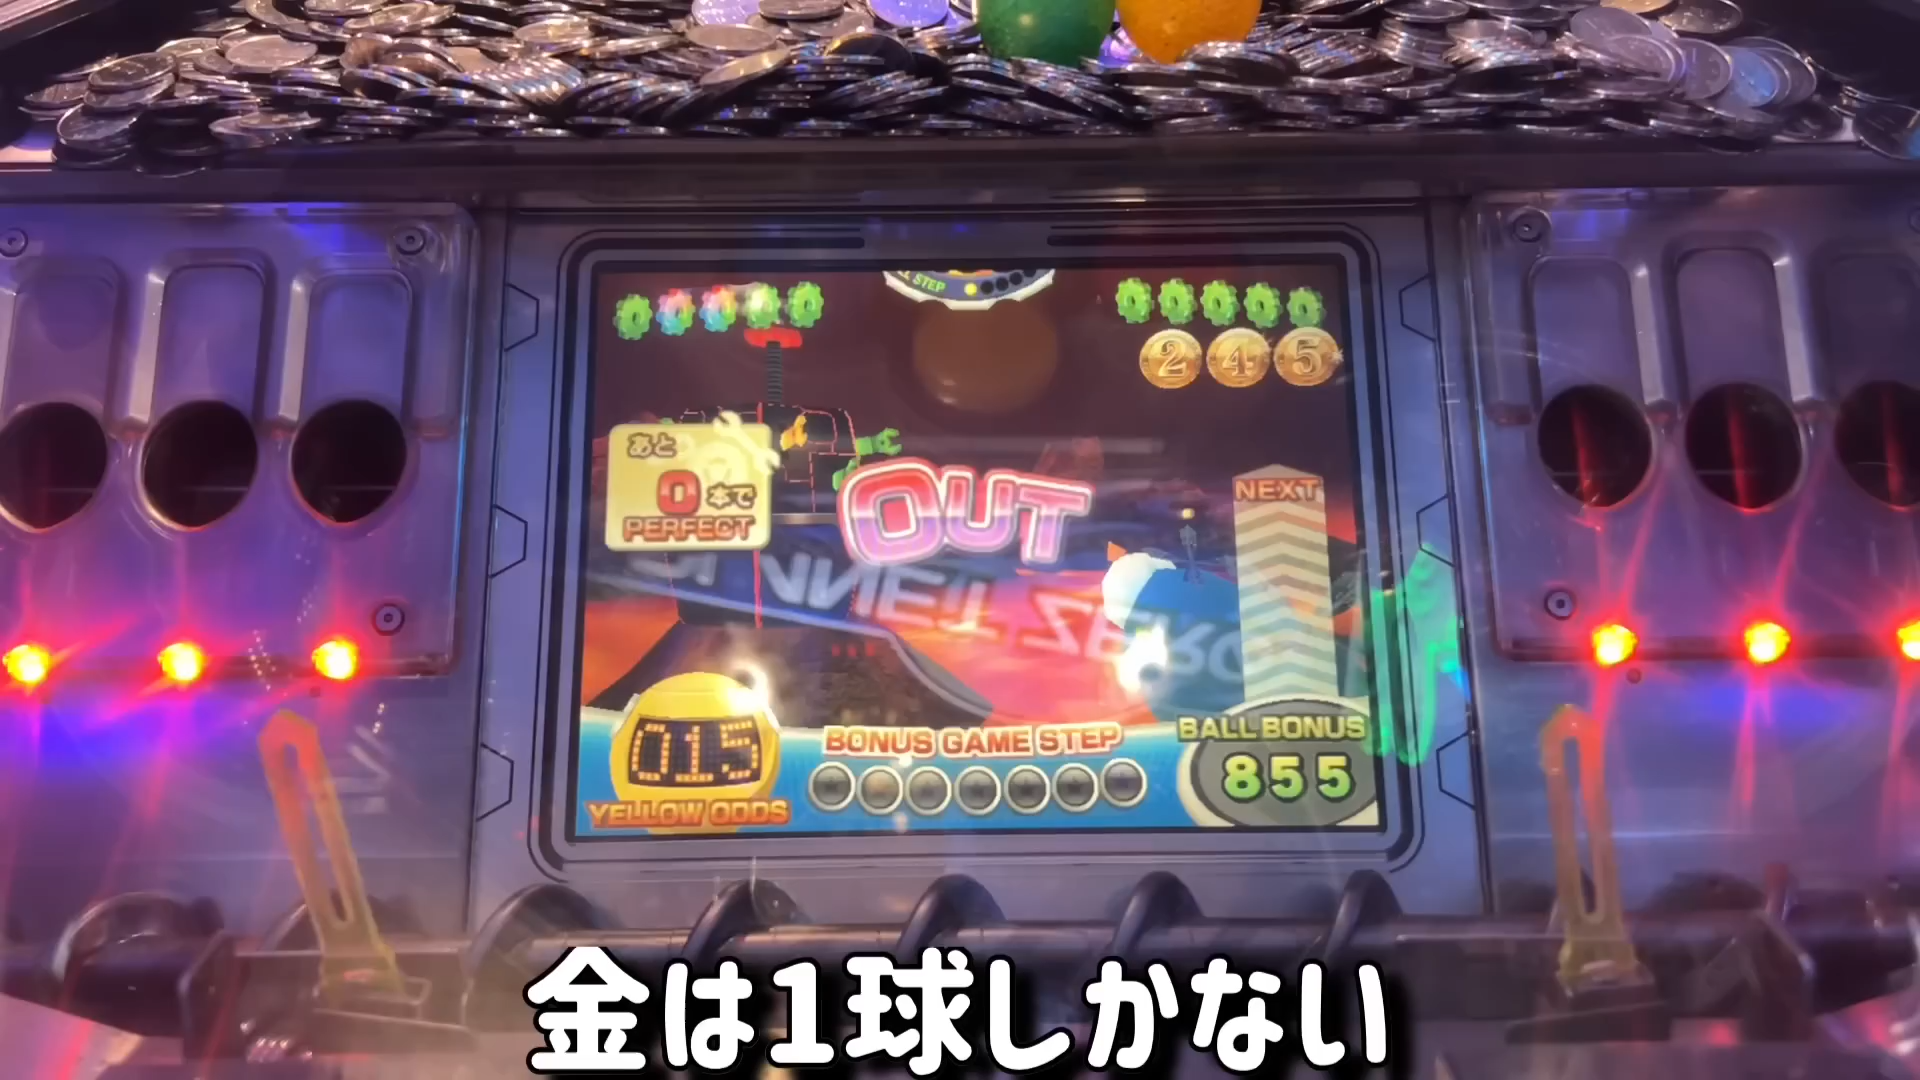 STEP
2 4 5
あと
0本で
PERFECT
OUT
NEXT
015
YELLOW ODDS
BONUS GAME STEP
BALL BONUS
855
金は1球しかない